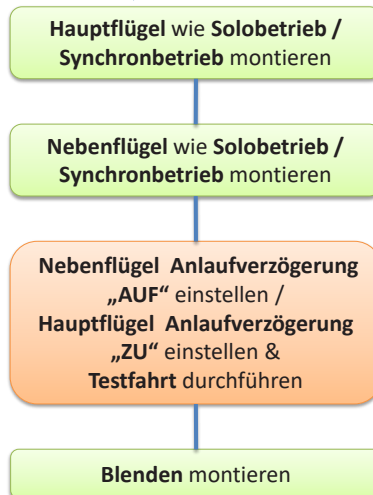 Hauptflügel wie Solobetrieb /
Synchronbetrieb montieren
Nebenflügel wie Solobetrieb /
Synchronbetrieb montieren
Nebenflügel Anlaufverzögerung
„AUF“ einstellen /
Hauptflügel Anlaufverzögerung
„ZU“ einstellen &
Testfahrt durchführen
Blenden montieren